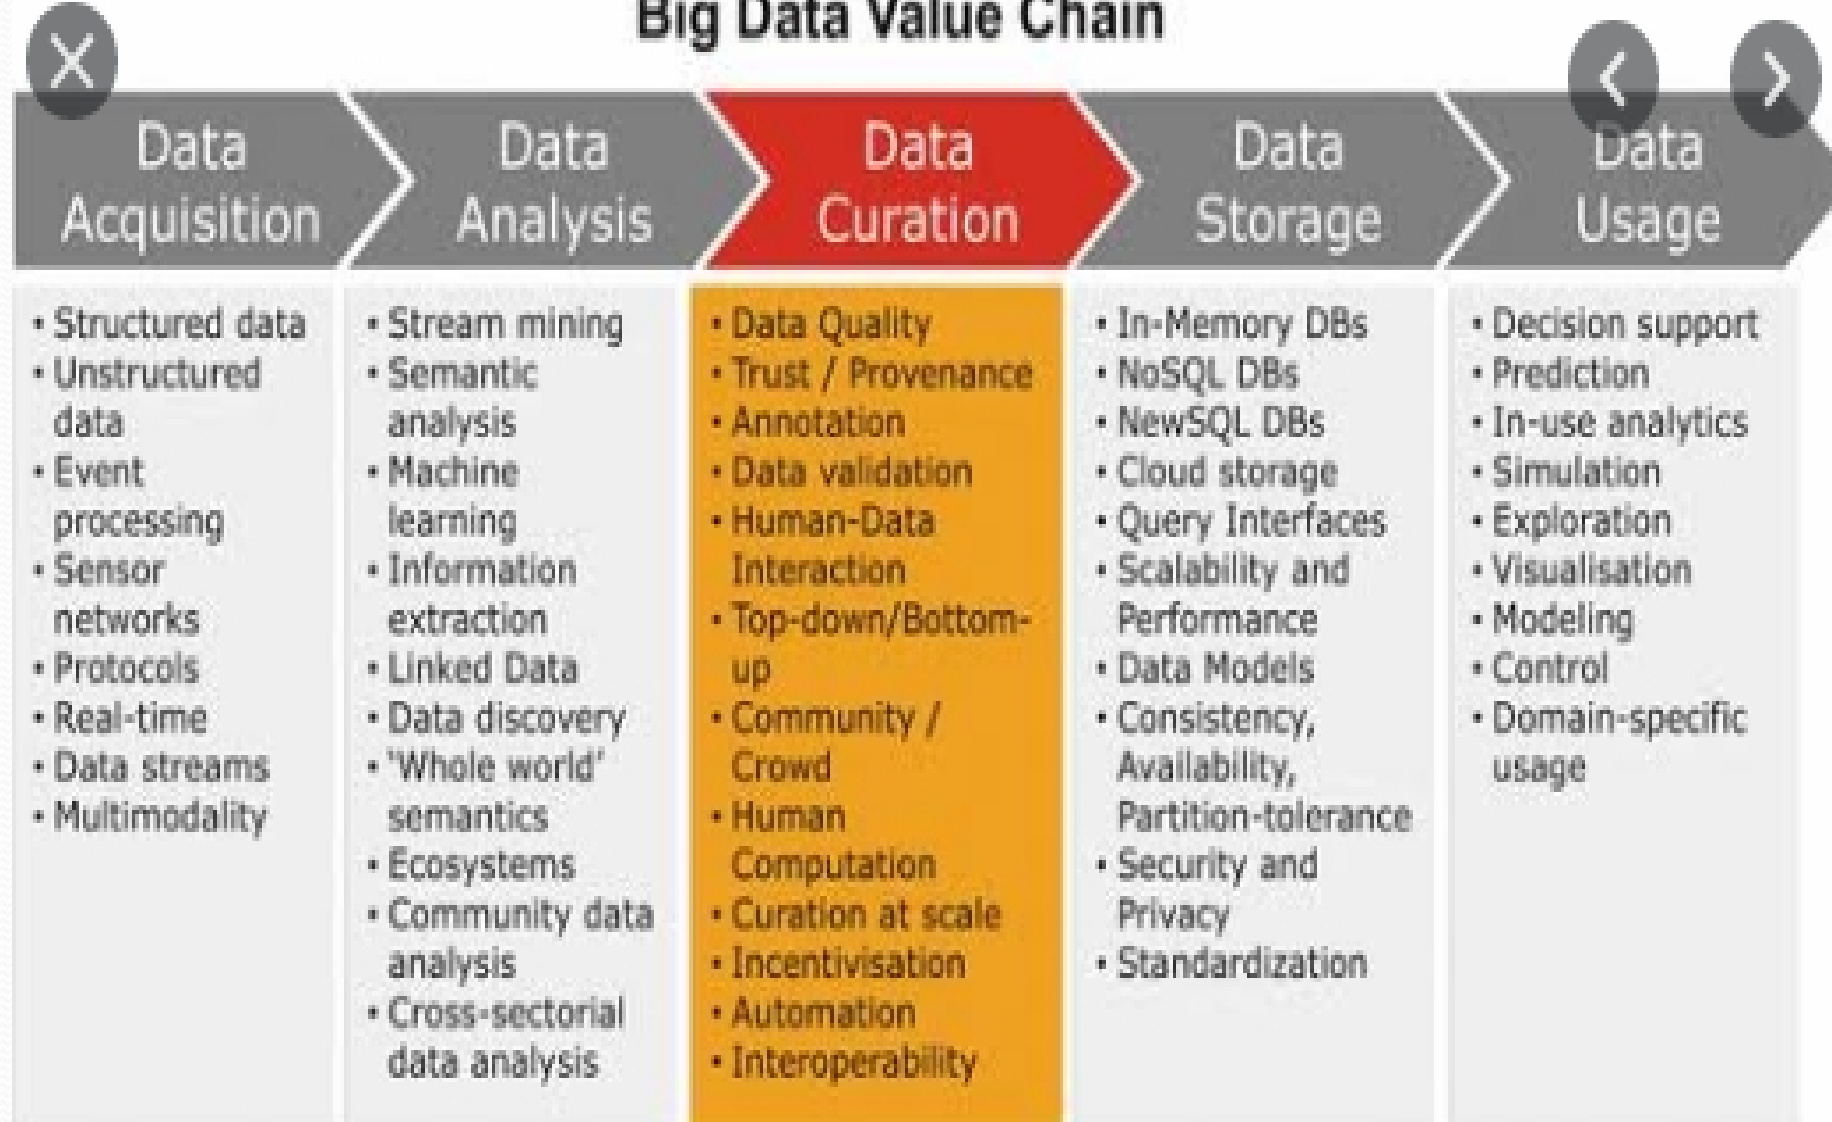 Big Data Value Chain
Data
Acquisition
Data
Analysis
Data
Curation
Data
Storage
Data
Usage
• Structured data
• Unstructured
data
• Event
processing
• Sensor
networks
• Protocols
• Real-time
• Data streams
• Multimodality
• Stream mining
• Semantic
analysis
• Machine
learning
• Information
extraction
• Linked Data
• Data discovery
• 'Whole world'
semantics
• Ecosystems
• Community data
analysis
• Cross-sectorial
data analysis
• Data Quality
• Trust / Provenance
• Annotation
• Data validation
• Human-Data
Interaction
• Top-down/Bottom-
up
• Community /
Crowd
• Human
Computation
• Curation at scale
• Incentivisation
• Automation
• Interoperability
• In-Memory DBs
• NoSQL DBs
• NewSQL DBs
• Cloud storage
• Query Interfaces
• Scalability and
Performance
• Data Models
• Consistency,
Availability,
Partition-tolerance
• Security and
Privacy
• Standardization
• Decision support
• Prediction
• In-use analytics
• Simulation
• Exploration
• Visualisation
• Modeling
• Control
• Domain-specific
usage